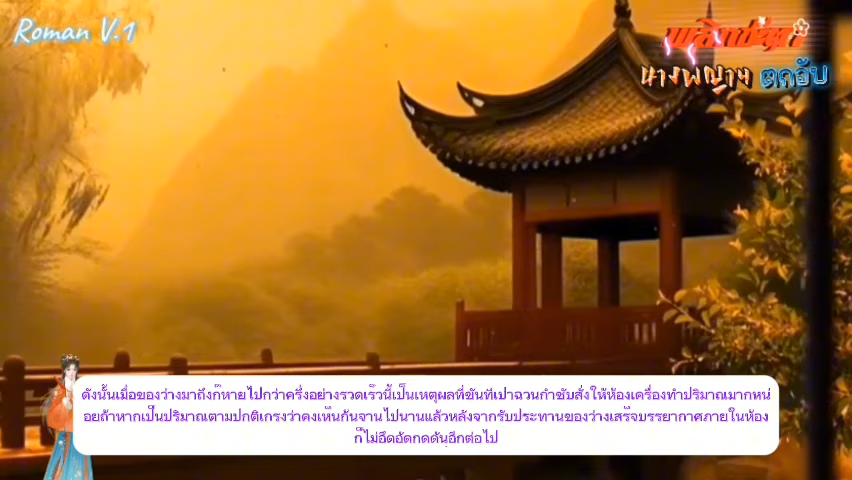 Roman V.1
พลิกชะตา
นางพญาน ตกอับ
ดังนั้นเมื่อของว่างมาถึงก็หายไปกว่าครึ่งอย่างรวดเร็วนี้เป็นเหตุผลที่ขันทีเปาฉวนกำชับสั่งให้ห้องเครื่องทำปริมาณมากหน่
อยถ้าหากเป็นปริมาณตามปกติเกรงว่าคงเห็นก้นจานไปนานแล้วหลังจากรับประทานของว่างเสร็จบรรยากาศภายในห้อง
ก็ไม่อึดอัดกดดันอีกต่อไป